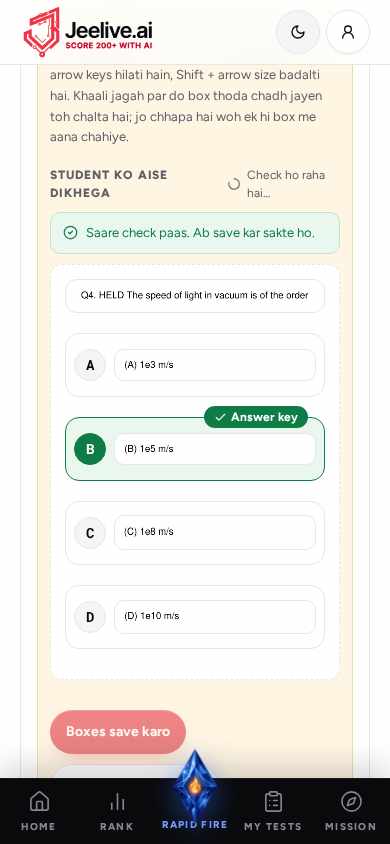 Jeelive.ai
SCORE 200+ WITH AI
arrow keys hilati hain, Shift + arrow size badalti
hai. Khaali jagah par do box thoda chadh jayen
toh chalta hai; jo chhapa hai woh ek hi box me
aana chahiye.
STUDENT KO AISE
DIKHEGA
Check ho raha
hai...
Saare check paas. Ab save kar sakte ho.
Q4. HELD The speed of light in vacuum is of the order
A
(A) 1e3 m/s
Answer key
B
(B) 1e5 m/s
C
(C) 1e8 m/s
D
(D) 1e10 m/s
Boxes save karo
HOME
RANK
RAPID FIRE
MY TESTS
MISSION